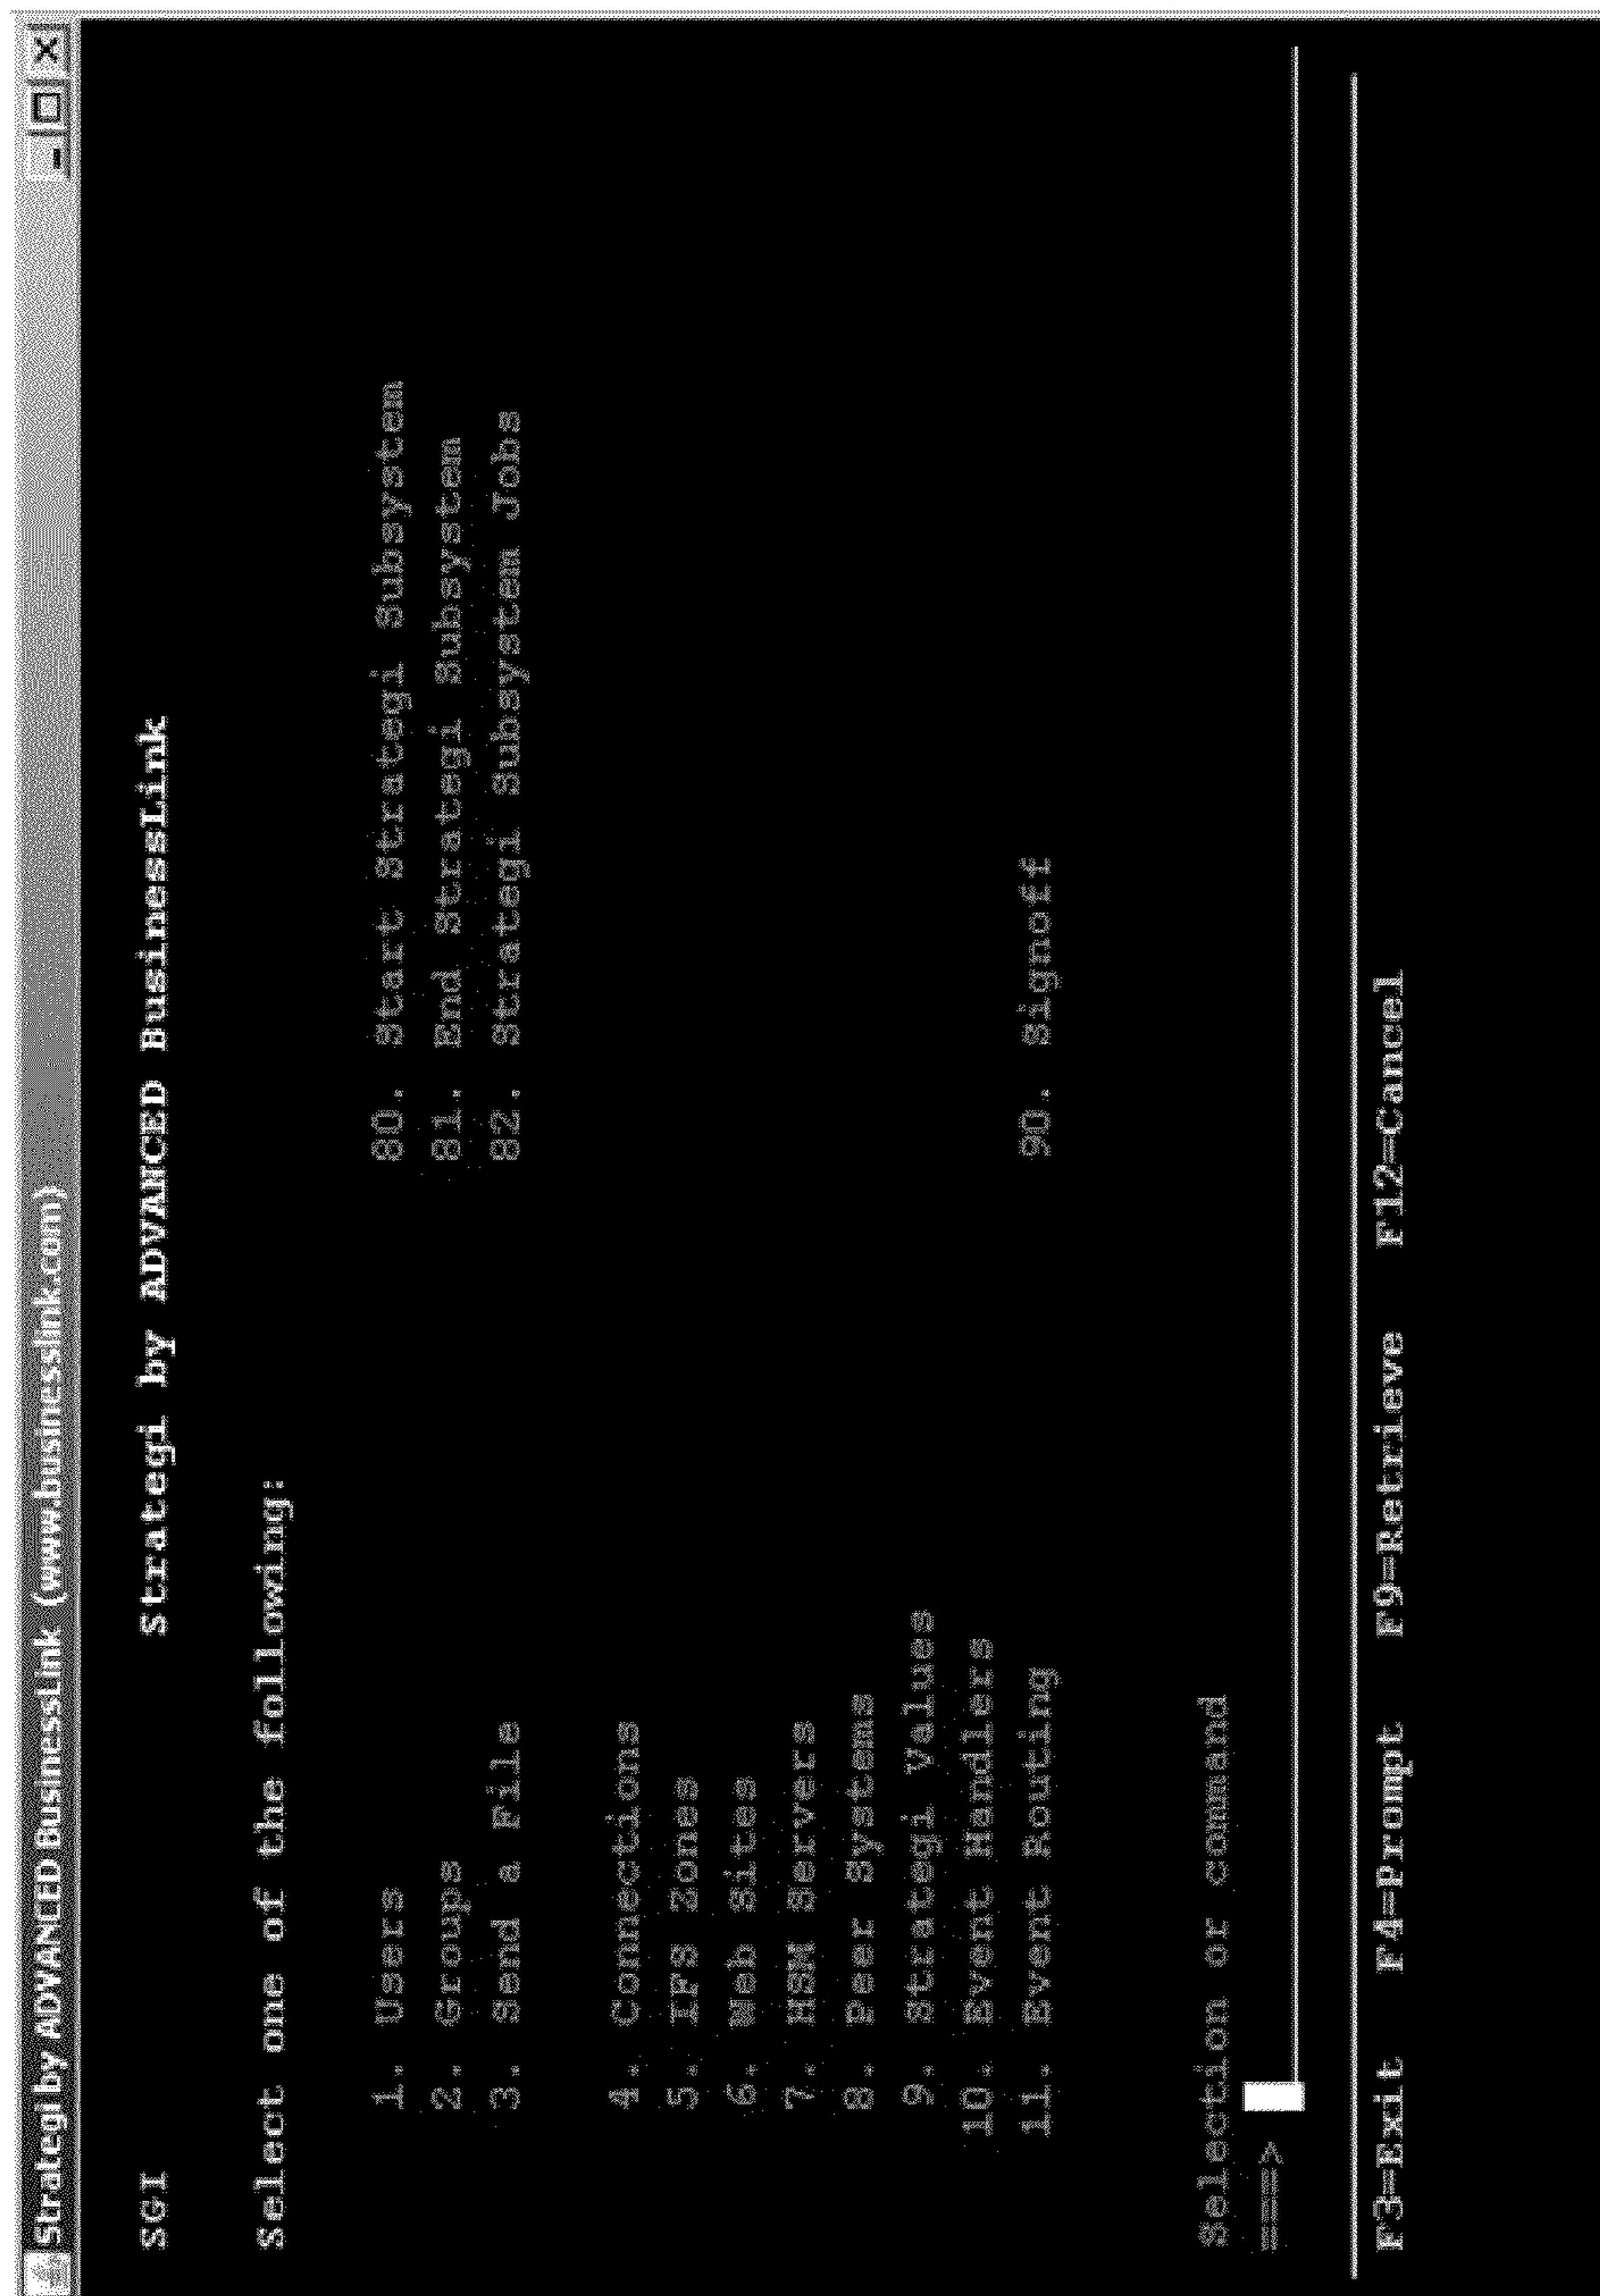 Strategi by ADVANCED BusinessLink (www.businesslink.com)
SGI Strategi by ADVANCED BusinessLink
Select one of the following:
1. Users 80. Start Strategi Subsystem
2. Groups 81. End Strategi Subsystem
3. Send a File 82. Strategi Subsystem Jobs
4. Connections
5. IFS Zones
6. Web Sites
7. HSM Servers
8. Peer Systems
9. Strategi Values
10. Event Handlers
11. Event Routing 90. Signoff
Selection or command
===>
F3=Exit F4=Prompt F9=Retrieve F12=Cancel